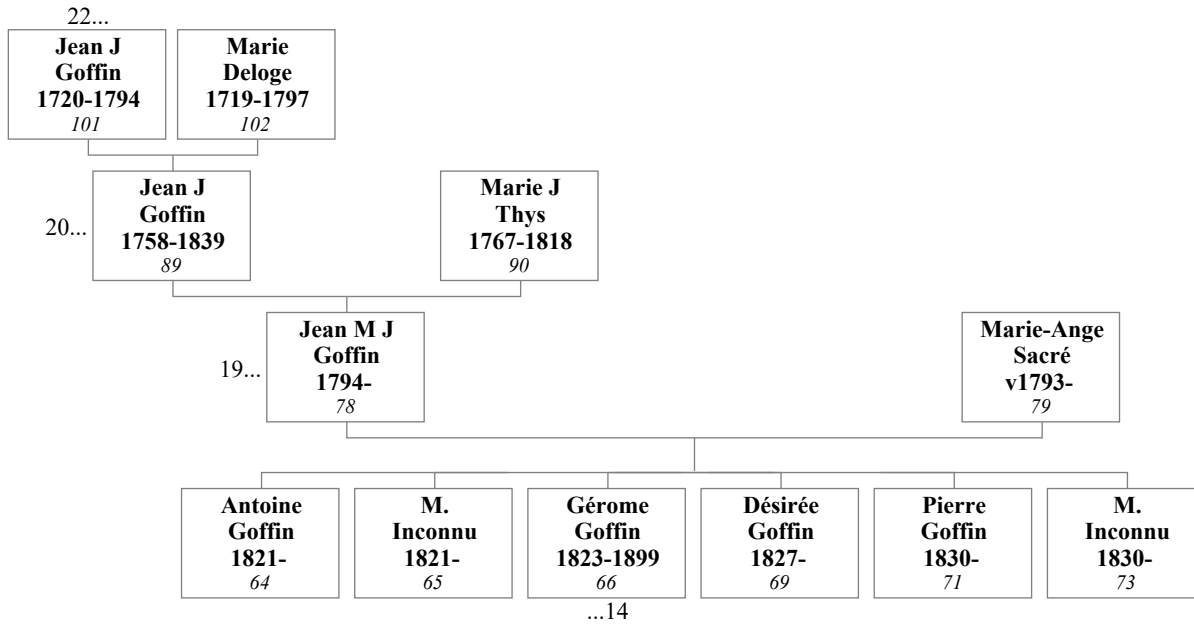 22...
Jean J
Goffin
1720-1794
101
Marie
Deloge
1719-1797
102
20...
Jean J
Goffin
1758-1839
89
Marie J
Thys
1767-1818
90
19...
Jean M J
Goffin
1794-
78
Marie-Ange
Sacré
v1793-
79
Antoine
Goffin
1821-
64
M.
Inconnu
1821-
65
Gérome
Goffin
1823-1899
66
Désirée
Goffin
1827-
69
Pierre
Goffin
1830-
71
M.
Inconnu
1830-
73
...14